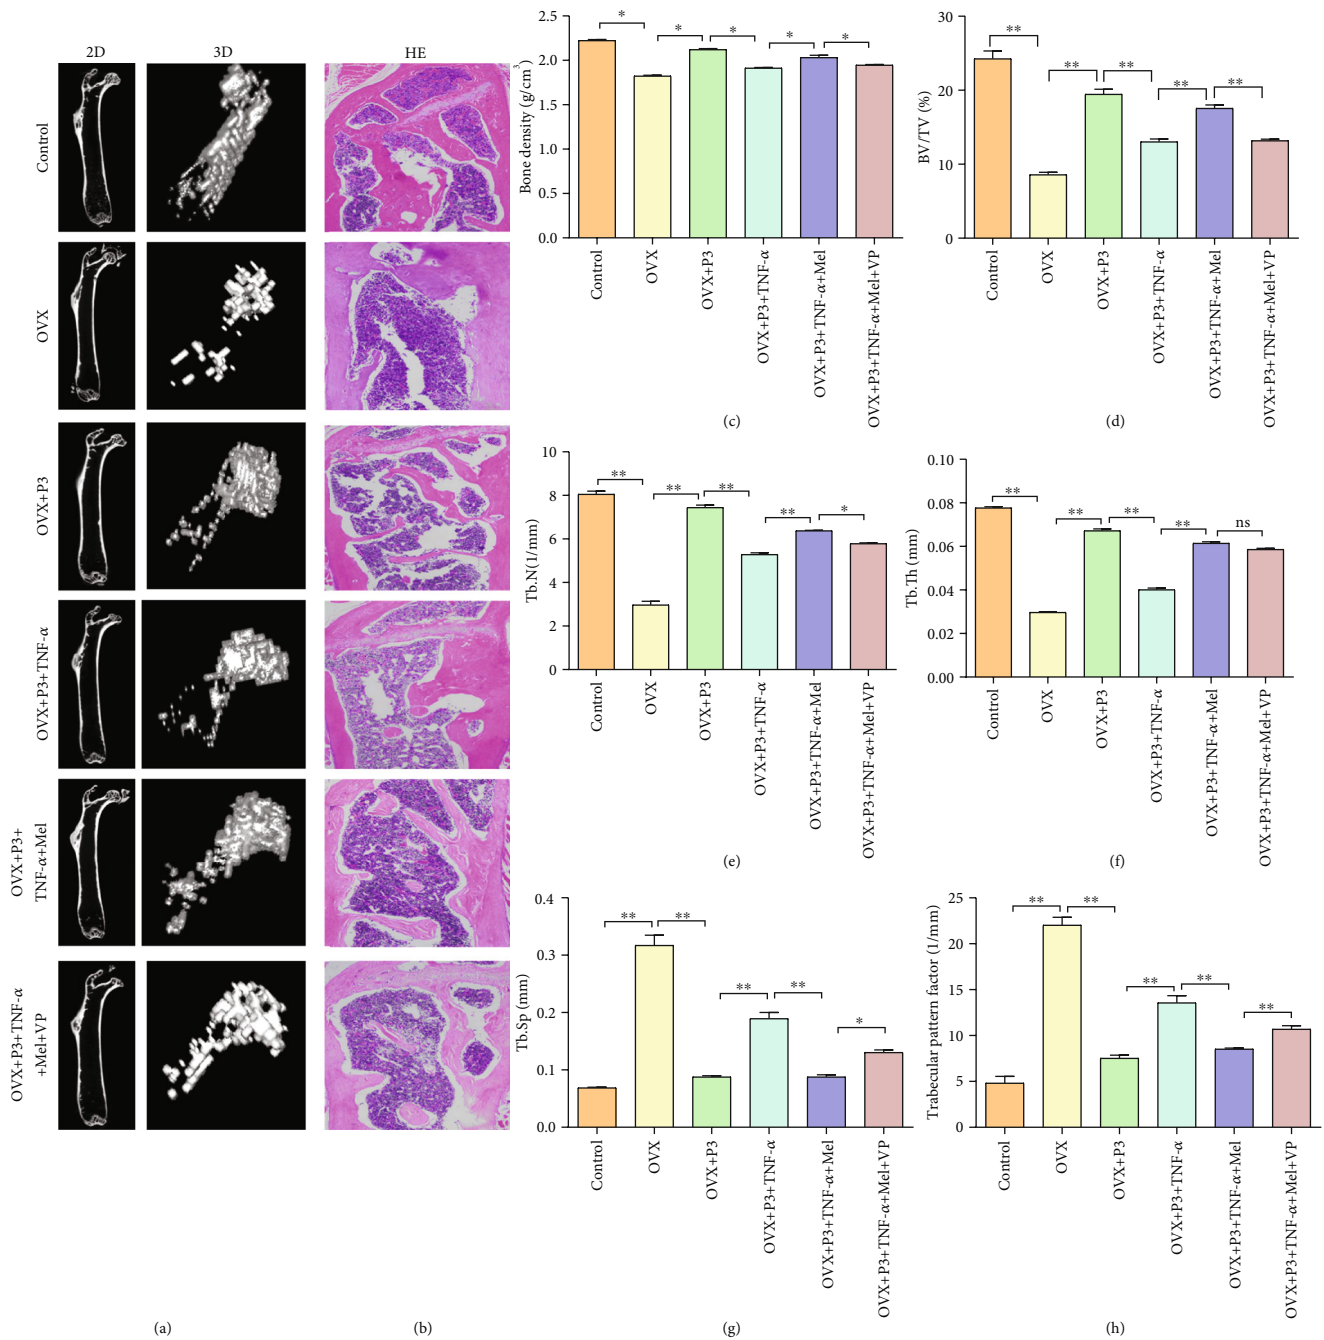 2D
3D
HE
Control
OVX
OVX+P3
OVX+P3+TNF-α
OVX+P3+
TNF-α+Mel
OVX+P3+TNF-α
+Mel+VP
(a)
(b)
Bone density (g/cm3
2.5
2.0
1.5
1.0
0.5
0.0
*
*
*
*
*
Control
OVX
OVX+P3
OVX+P3+TNF-α
OVX+P3+TNF-α+Mel
OVX+P3+TNF-α+Mel+VP
(c)
BV/TV (%)
30
20
10
0
**
**
**
**
**
Control
OVX
OVX+P3
OVX+P3+TNF-α
OVX+P3+TNF-α+Mel
OVX+P3+TNF-α+Mel+VP
(d)
Tb.N(1/mm)
10
8
6
4
2
0
**
**
**
**
*
Control
OVX
OVX+P3
OVX+P3+TNF-α
OVX+P3+TNF-α+Mel
OVX+P3+TNF-α+Mel+VP
(e)
Tb.Th (mm)
0.10
0.08
0.06
0.04
0.02
0.00
**
**
**
**
ns
Control
OVX
OVX+P3
OVX+P3+TNF-α
OVX+P3+TNF-α+Mel
OVX+P3+TNF-α+Mel+VP
(f)
Tb.Sp (mm)
0.4
0.3
0.2
0.1
0.0
**
**
**
**
*
Control
OVX
OVX+P3
OVX+P3+TNF-α
OVX+P3+TNF-α+Mel
OVX+P3+TNF-α+Mel+VP
(g)
Trabecular pattern factor (1/mm)
25
20
15
10
5
0
**
**
**
**
**
Control
OVX
OVX+P3
OVX+P3+TNF-α
OVX+P3+TNF-α+Mel
OVX+P3+TNF-α+Mel+VP
(h)